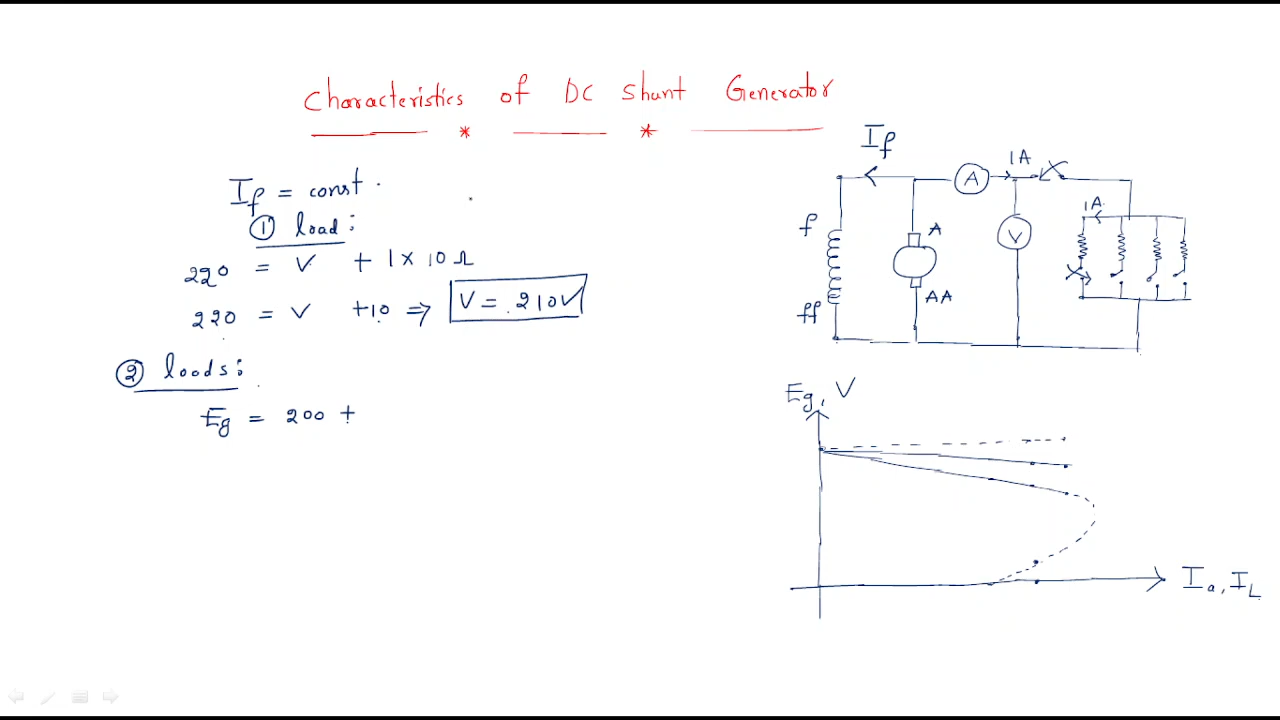 Characteristics of DC Shunt Generator
If = const.
① load:
220 = V + 1 x 10 Ω
220 = V + 10 ⇒ V = 210V
② loads:
Eg = 200 +
If
A
1A
f
A
V
1A
AA
ff
Eg, V
Ia, IL